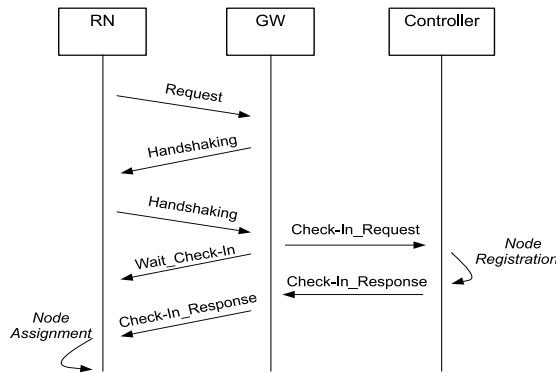 RN
GW
Controller
Request
Handshaking
Handshaking
Check-In_Request
Wait_Check-In
Node
Registration
Check-In_Response
Check-In_Response
Node
Assignment